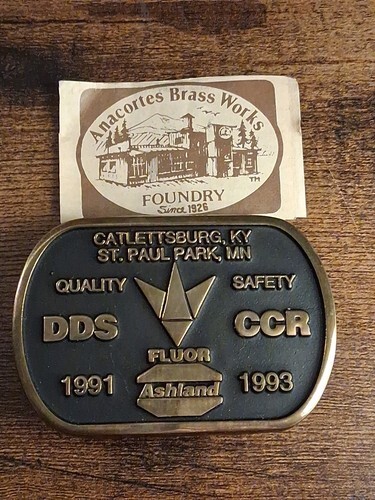 Anacortes Brass Works
FOUNDRY
Since 1926
TM
CATLETTSBURG, KY
ST. PAUL PARK, MN
QUALITY SAFETY
DDS CCR
FLUOR
1991 Ashland 1993